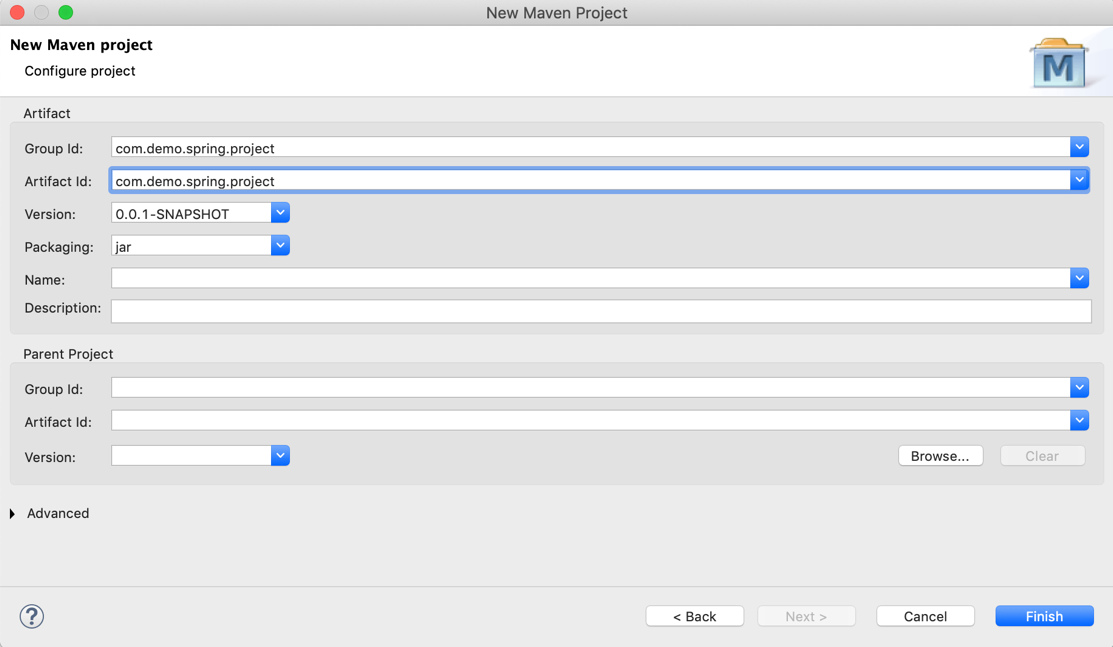 New Maven Project
New Maven project
Configure project
M
Artifact
Group Id: com.demo.spring.project
Artifact Id: com.demo.spring.project
Version: 0.0.1-SNAPSHOT
Packaging: jar
Name:
Description:
Parent Project
Group Id:
Artifact Id:
Version: Browse... Clear
Advanced
? < Back Next > Cancel Finish